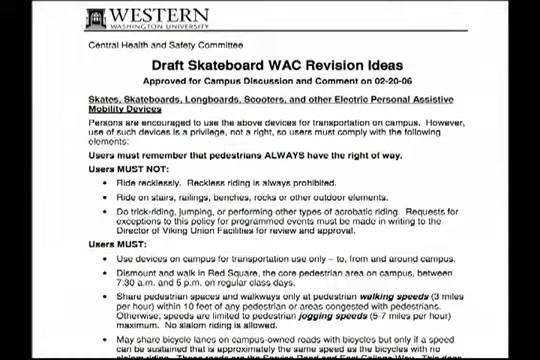 WESTERN
WASHINGTON UNIVERSITY
Central Health and Safety Committee
Draft Skateboard WAC Revision Ideas
Approved for Campus Discussion and Comment on 02-20-06
Skates, Skateboards, Longboards, Scooters, and other Electric Personal Assistive
Mobility Devices
Persons are encouraged to use the above devices for transportation on campus. However,
use of such devices is a privilege, not a right, so users must comply with the following
elements:
Users must remember that pedestrians ALWAYS have the right of way.
Users MUST NOT:
• Ride recklessly. Reckless riding is always prohibited.
• Ride on stairs, railings, benches, rocks or other outdoor elements.
• Do trick-riding, jumping, or performing other types of acrobatic riding. Requests for
exceptions to this policy for programmed events must be made in writing to the
Director of Viking Union Facilities for review and approval.
Users MUST:
• Use devices on campus for transportation use only – to, from and around campus.
• Dismount and walk in Red Square, the core pedestrian area on campus, between
7:30 a.m. and 5 p.m. on regular class days.
• Share pedestrian spaces and walkways only at pedestrian walking speeds (3 miles
per hour) within 10 feet of any pedestrian or areas congested with pedestrians.
Otherwise, speeds are limited to pedestrian jogging speeds (5-7 miles per hour)
maximum. No slalom riding is allowed.
• May share bicycle lanes on campus-owned roads with bicycles but only if a speed
can be sustained that is approximately the same speed as the bicycles with no